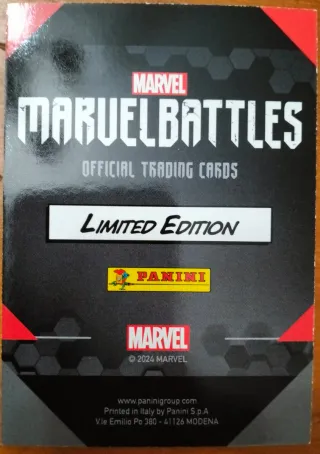 MARVEL
MARVELBATTLES
OFFICIAL TRADING CARDS
LIMITED EDITION
PANINI
MARVEL
© 2024 MARVEL
www.paninigroup.com
Printed in Italy by Panini S.p.A
V.le Emilio Po 380 - 41126 MODENA